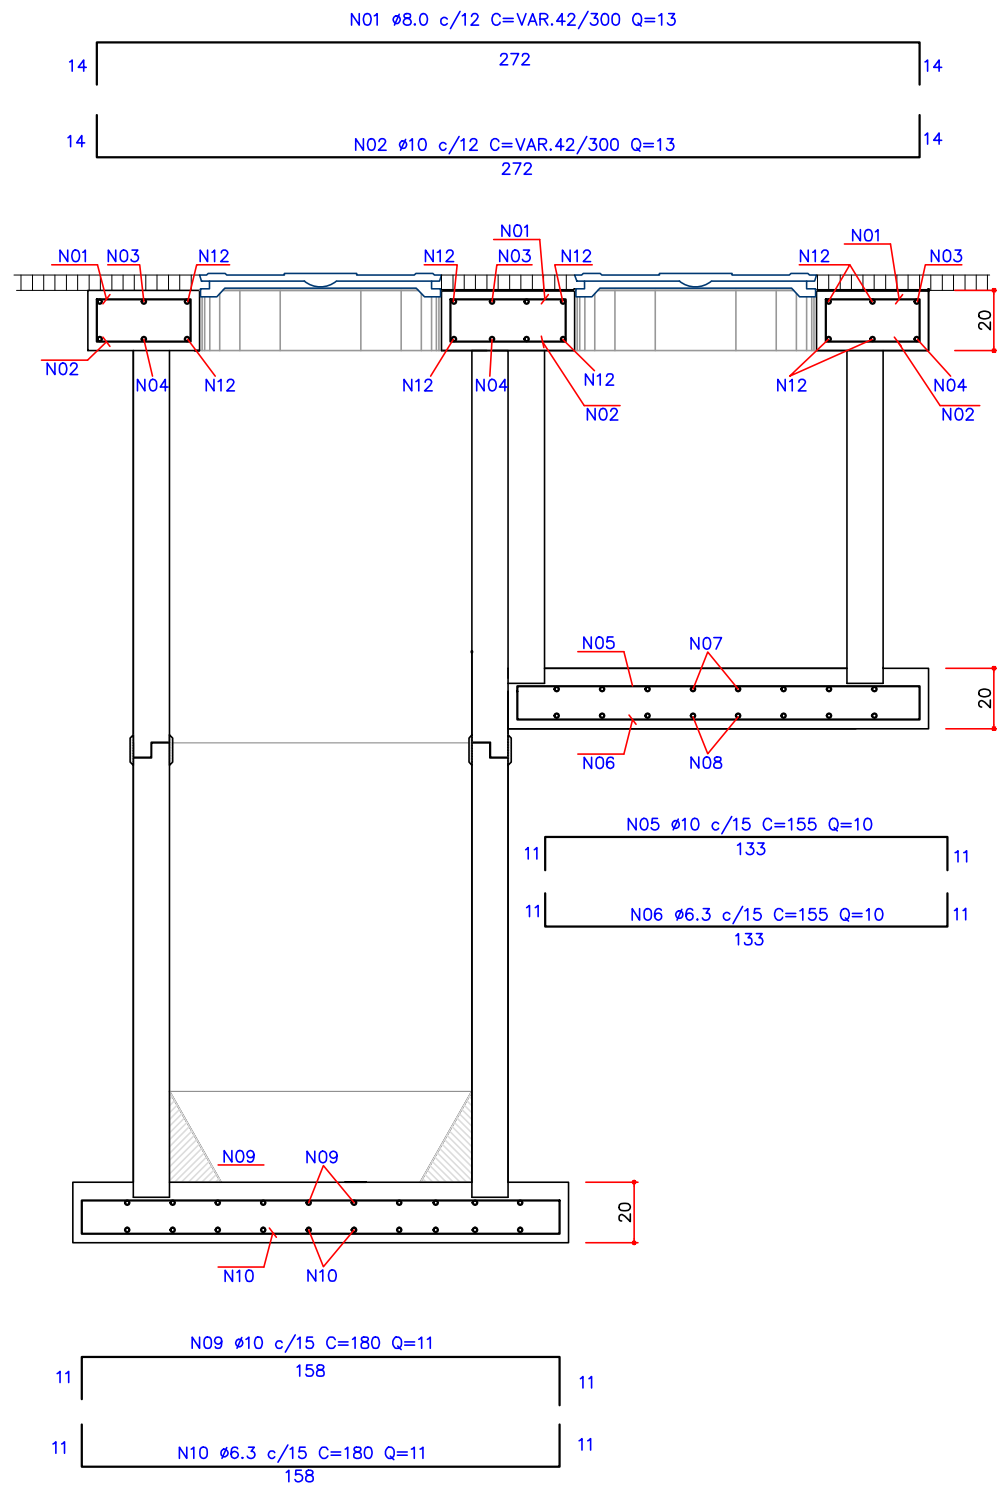 N01 ø8.0 c/12 C=VAR.42/300 Q=13
14 272 14
14 N02 ø10 c/12 C=VAR.42/300 Q=13 14
272
N01 N03 N12 N12 N01 N03 N12 N12 N01 N03
20
N02 N04 N12 N12 N04 N12 N02 N12 N04 N02
N05 N07
20
N06 N08
N05 ø10 c/15 C=155 Q=10
11 133 11
11 N06 ø6.3 c/15 C=155 Q=10 11
133
N09 N09
20
N10 N10
N09 ø10 c/15 C=180 Q=11
11 158 11
11 N10 ø6.3 c/15 C=180 Q=11 11
158